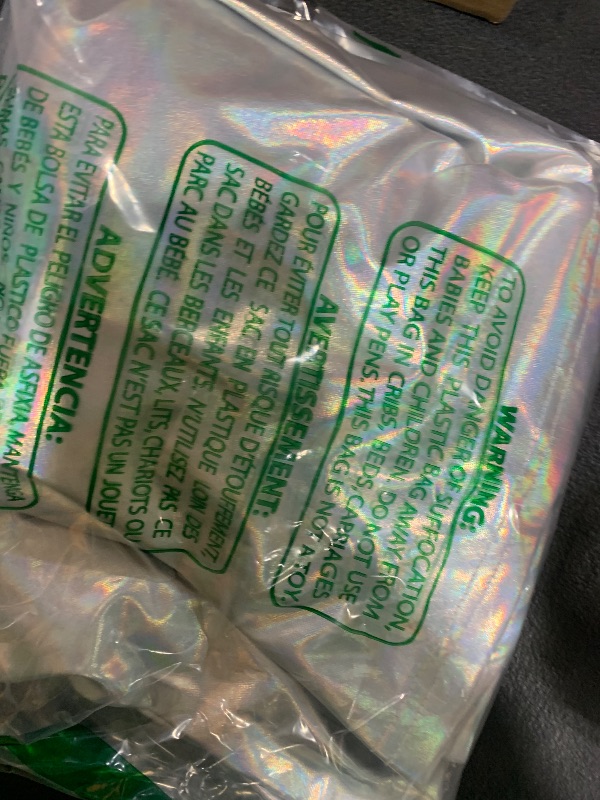 WARNING:
TO AVOID DANGER OF SUFFOCATION,
KEEP THIS PLASTIC BAG AWAY FROM
BABIES AND CHILDREN. DO NOT USE
THIS BAG IN CRIBS, BEDS, CARRIAGES
OR PLAY PENS. THIS BAG IS NOT A TOY.
AVERTISSEMENT:
POUR ÉVITER TOUT RISQUE D'ÉTOUFFEMENT,
GARDEZ CE SAC EN PLASTIQUE LOIN DES
BÉBÉS ET LES ENFANTS. N'UTILISEZ PAS CE
SAC DANS LES BERCEAUX, LITS, CHARIOTS OU
PARC AU BÉBÉ. CE SAC N'EST PAS UN JOUET
ADVERTENCIA:
PARA EVITAR EL PELIGRO DE ASFIXIA MANTENGA
ESTA BOLSA DE PLASTICO FUERA
DE BEBES Y NIÑOS. NO